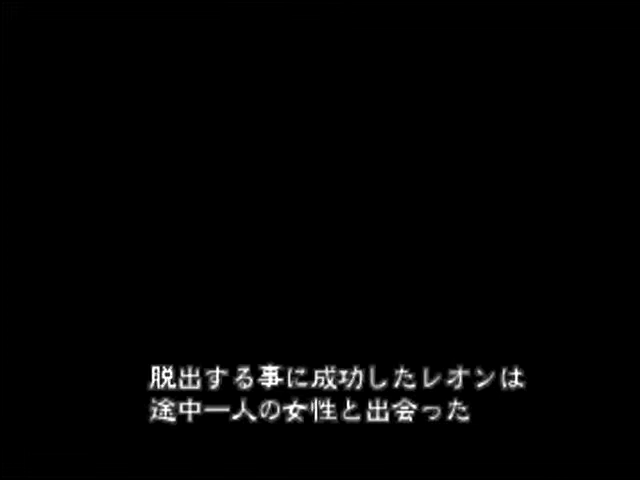 脱出する事に成功したレオンは
途中一人の女性と出会った